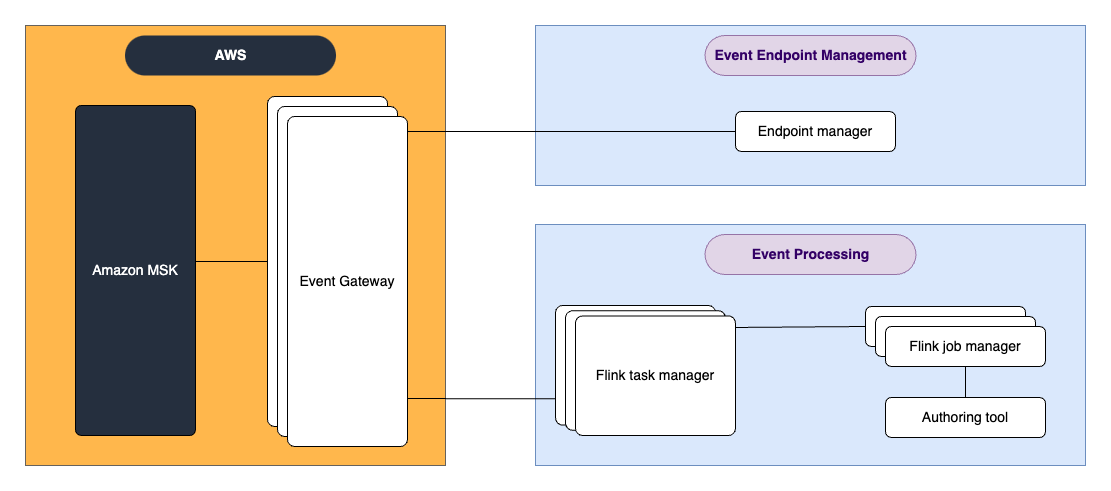 AWS
Amazon MSK
Event Gateway
Event Endpoint Management
Endpoint manager
Event Processing
Flink task manager
Flink job manager
Authoring tool